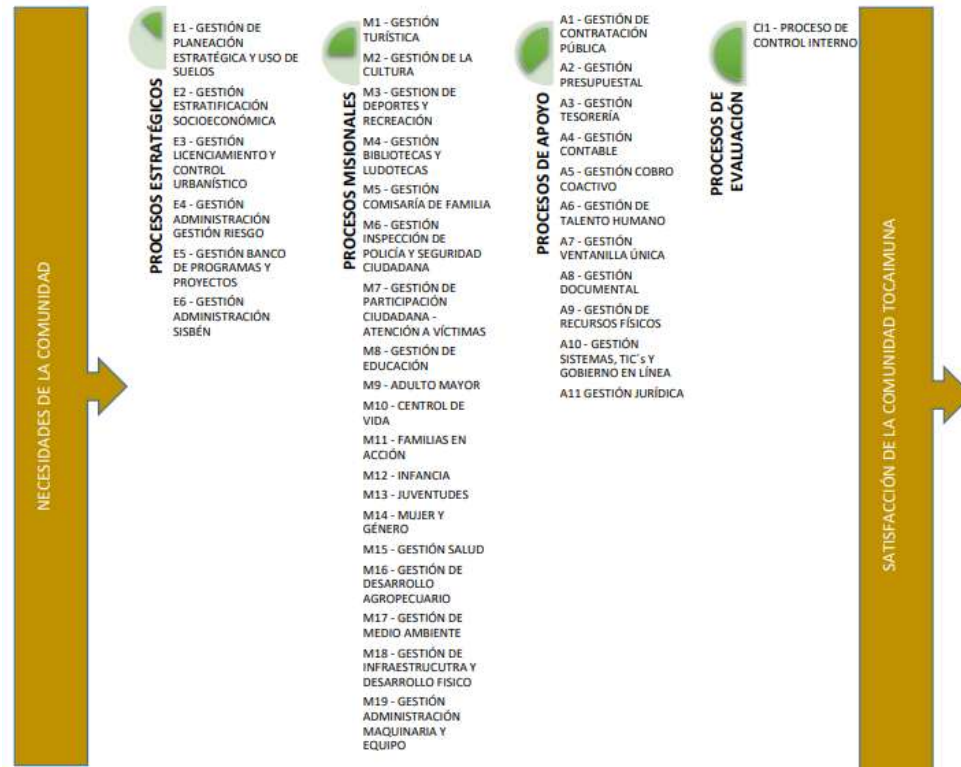 NECESIDADES DE LA COMUNIDAD
PROCESOS ESTRATÉGICOS
E1 - GESTIÓN DE
PLANEACIÓN
ESTRATÉGICA Y USO DE
SUELOS
E2 - GESTIÓN
ESTRATIFICACIÓN
SOCIOECONÓMICA
E3 - GESTIÓN
LICENCIAMIENTO Y
CONTROL
URBANÍSTICO
E4 - GESTIÓN
ADMINISTRACIÓN
GESTIÓN RIESGO
E5 - GESTIÓN BANCO
DE PROGRAMAS Y
PROYECTOS
E6 - GESTIÓN
ADMINISTRACIÓN
SISBÉN
PROCESOS MISIONALES
M1 - GESTIÓN
TURÍSTICA
M2 - GESTIÓN DE LA
CULTURA
M3 - GESTION DE
DEPORTES Y
RECREACIÓN
M4 - GESTIÓN
BIBLIOTECAS Y
LUDOTECAS
M5 - GESTIÓN
COMISARÍA DE FAMILIA
M6 - GESTIÓN
INSPECCIÓN DE
POLICÍA Y SEGURIDAD
CIUDADANA
M7 - GESTIÓN DE
PARTICIPACIÓN
CIUDADANA -
ATENCIÓN A VÍCTIMAS
M8 - GESTIÓN DE
EDUCACIÓN
M9 - ADULTO MAYOR
M10 - CENTROL DE
VIDA
M11 - FAMILIAS EN
ACCIÓN
M12 - INFANCIA
M13 - JUVENTUDES
M14 - MUJER Y
GÉNERO
M15 - GESTIÓN SALUD
M16 - GESTIÓN DE
DESARROLLO
AGROPECUARIO
M17 - GESTIÓN DE
MEDIO AMBIENTE
M18 - GESTIÓN DE
INFRAESTRUCUTRA Y
DESARROLLO FISICO
M19 - GESTIÓN
ADMINISTRACIÓN
MAQUINARIA Y
EQUIPO
PROCESOS DE APOYO
A1 - GESTIÓN DE
CONTRATACIÓN
PÚBLICA
A2 - GESTIÓN
PRESUPUESTAL
A3 - GESTIÓN
TESORERÍA
A4 - GESTIÓN
CONTABLE
A5 - GESTIÓN COBRO
COACTIVO
A6 - GESTIÓN DE
TALENTO HUMANO
A7 - GESTIÓN
VENTANILLA ÚNICA
A8 - GESTIÓN
DOCUMENTAL
A9 - GESTIÓN DE
RECURSOS FÍSICOS
A10 - GESTIÓN
SISTEMAS, TIC´s Y
GOBIERNO EN LÍNEA
A11 GESTIÓN JURÍDICA
PROCESOS DE
EVALUACIÓN
CI1 - PROCESO DE
CONTROL INTERNO
SATISFACCIÓN DE LA COMUNIDAD TOCAIMUNA